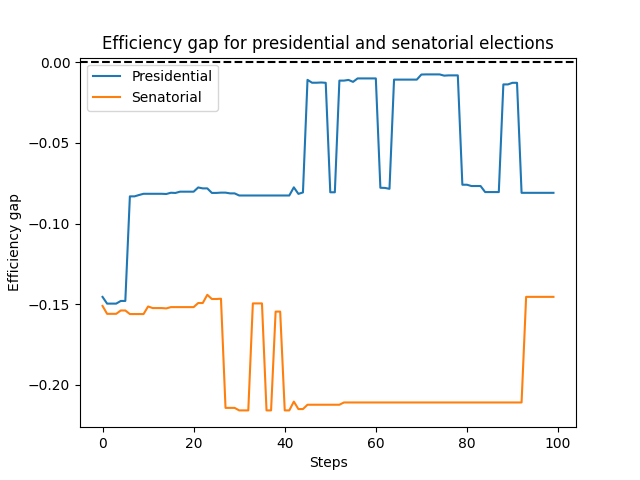 Efficiency gap for presidential and senatorial elections
Presidential
Senatorial
0.00
−0.05
−0.10
−0.15
−0.20
Efficiency gap
0 20 40 60 80 100
Steps